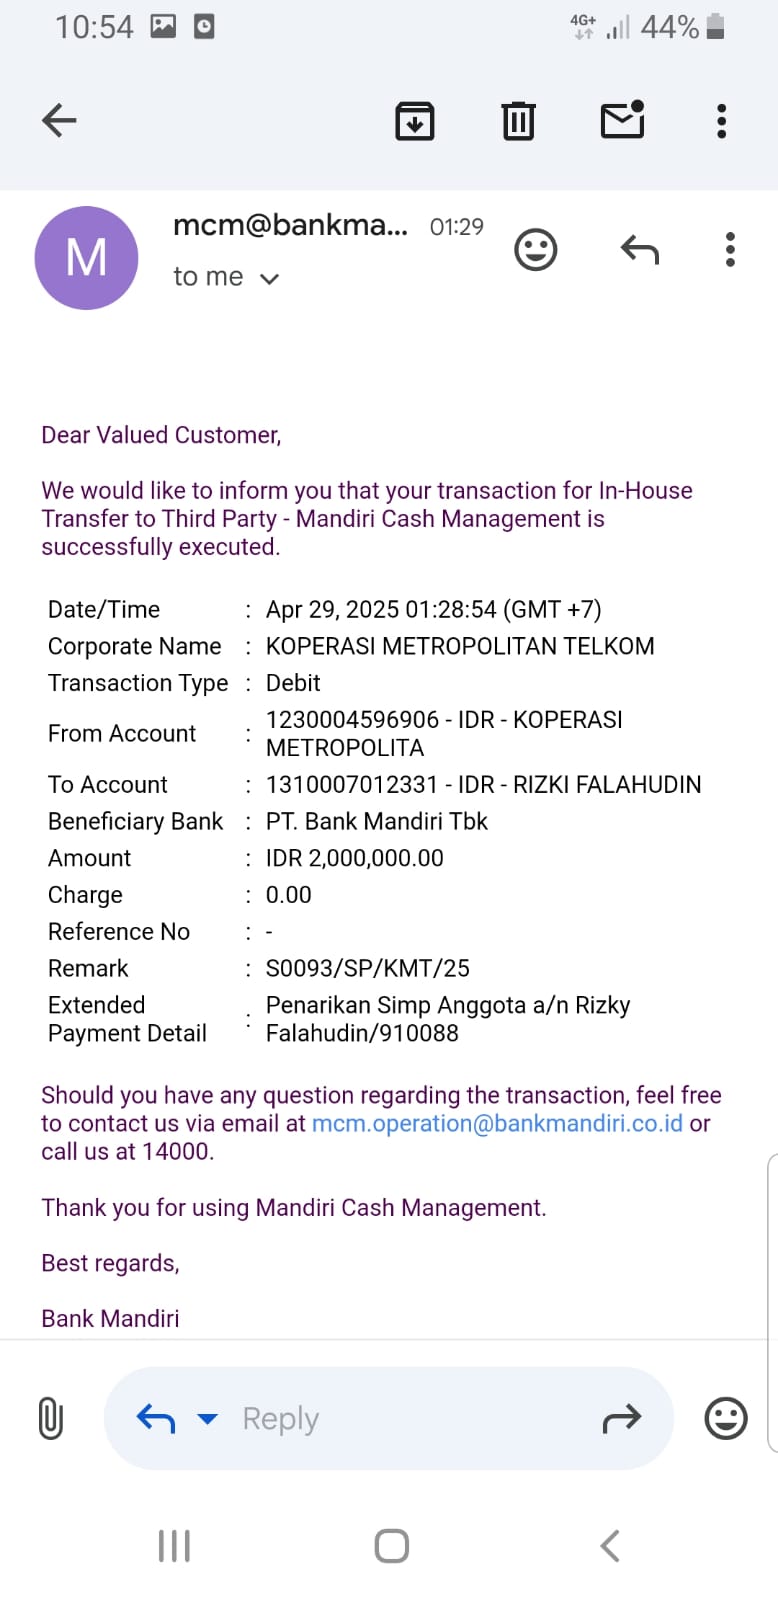 10:54 4G+ 44%
mcm@bankma... 01:29
M
to me
Dear Valued Customer,
We would like to inform you that your transaction for In-House
Transfer to Third Party - Mandiri Cash Management is
successfully executed.
Date/Time : Apr 29, 2025 01:28:54 (GMT +7)
Corporate Name : KOPERASI METROPOLITAN TELKOM
Transaction Type : Debit
From Account : 1230004596906 - IDR - KOPERASI
METROPOLITA
To Account : 1310007012331 - IDR - RIZKI FALAHUDIN
Beneficiary Bank : PT. Bank Mandiri Tbk
Amount : IDR 2,000,000.00
Charge : 0.00
Reference No : -
Remark : S0093/SP/KMT/25
Extended : Penarikan Simp Anggota a/n Rizky
Payment Detail Falahudin/910088
Should you have any question regarding the transaction, feel free
to contact us via email at mcm.operation@bankmandiri.co.id or
call us at 14000.
Thank you for using Mandiri Cash Management.
Best regards,
Bank Mandiri
Reply